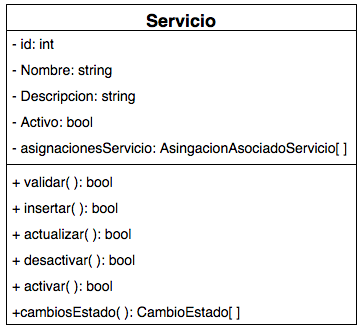 Servicio
- id: int
- Nombre: string
- Descripcion: string
- Activo: bool
- asignacionesServicio: AsingacionAsociadoServicio[ ]
+ validar( ): bool
+ insertar( ): bool
+ actualizar( ): bool
+ desactivar( ): bool
+ activar( ): bool
+cambiosEstado( ): CambioEstado[ ]